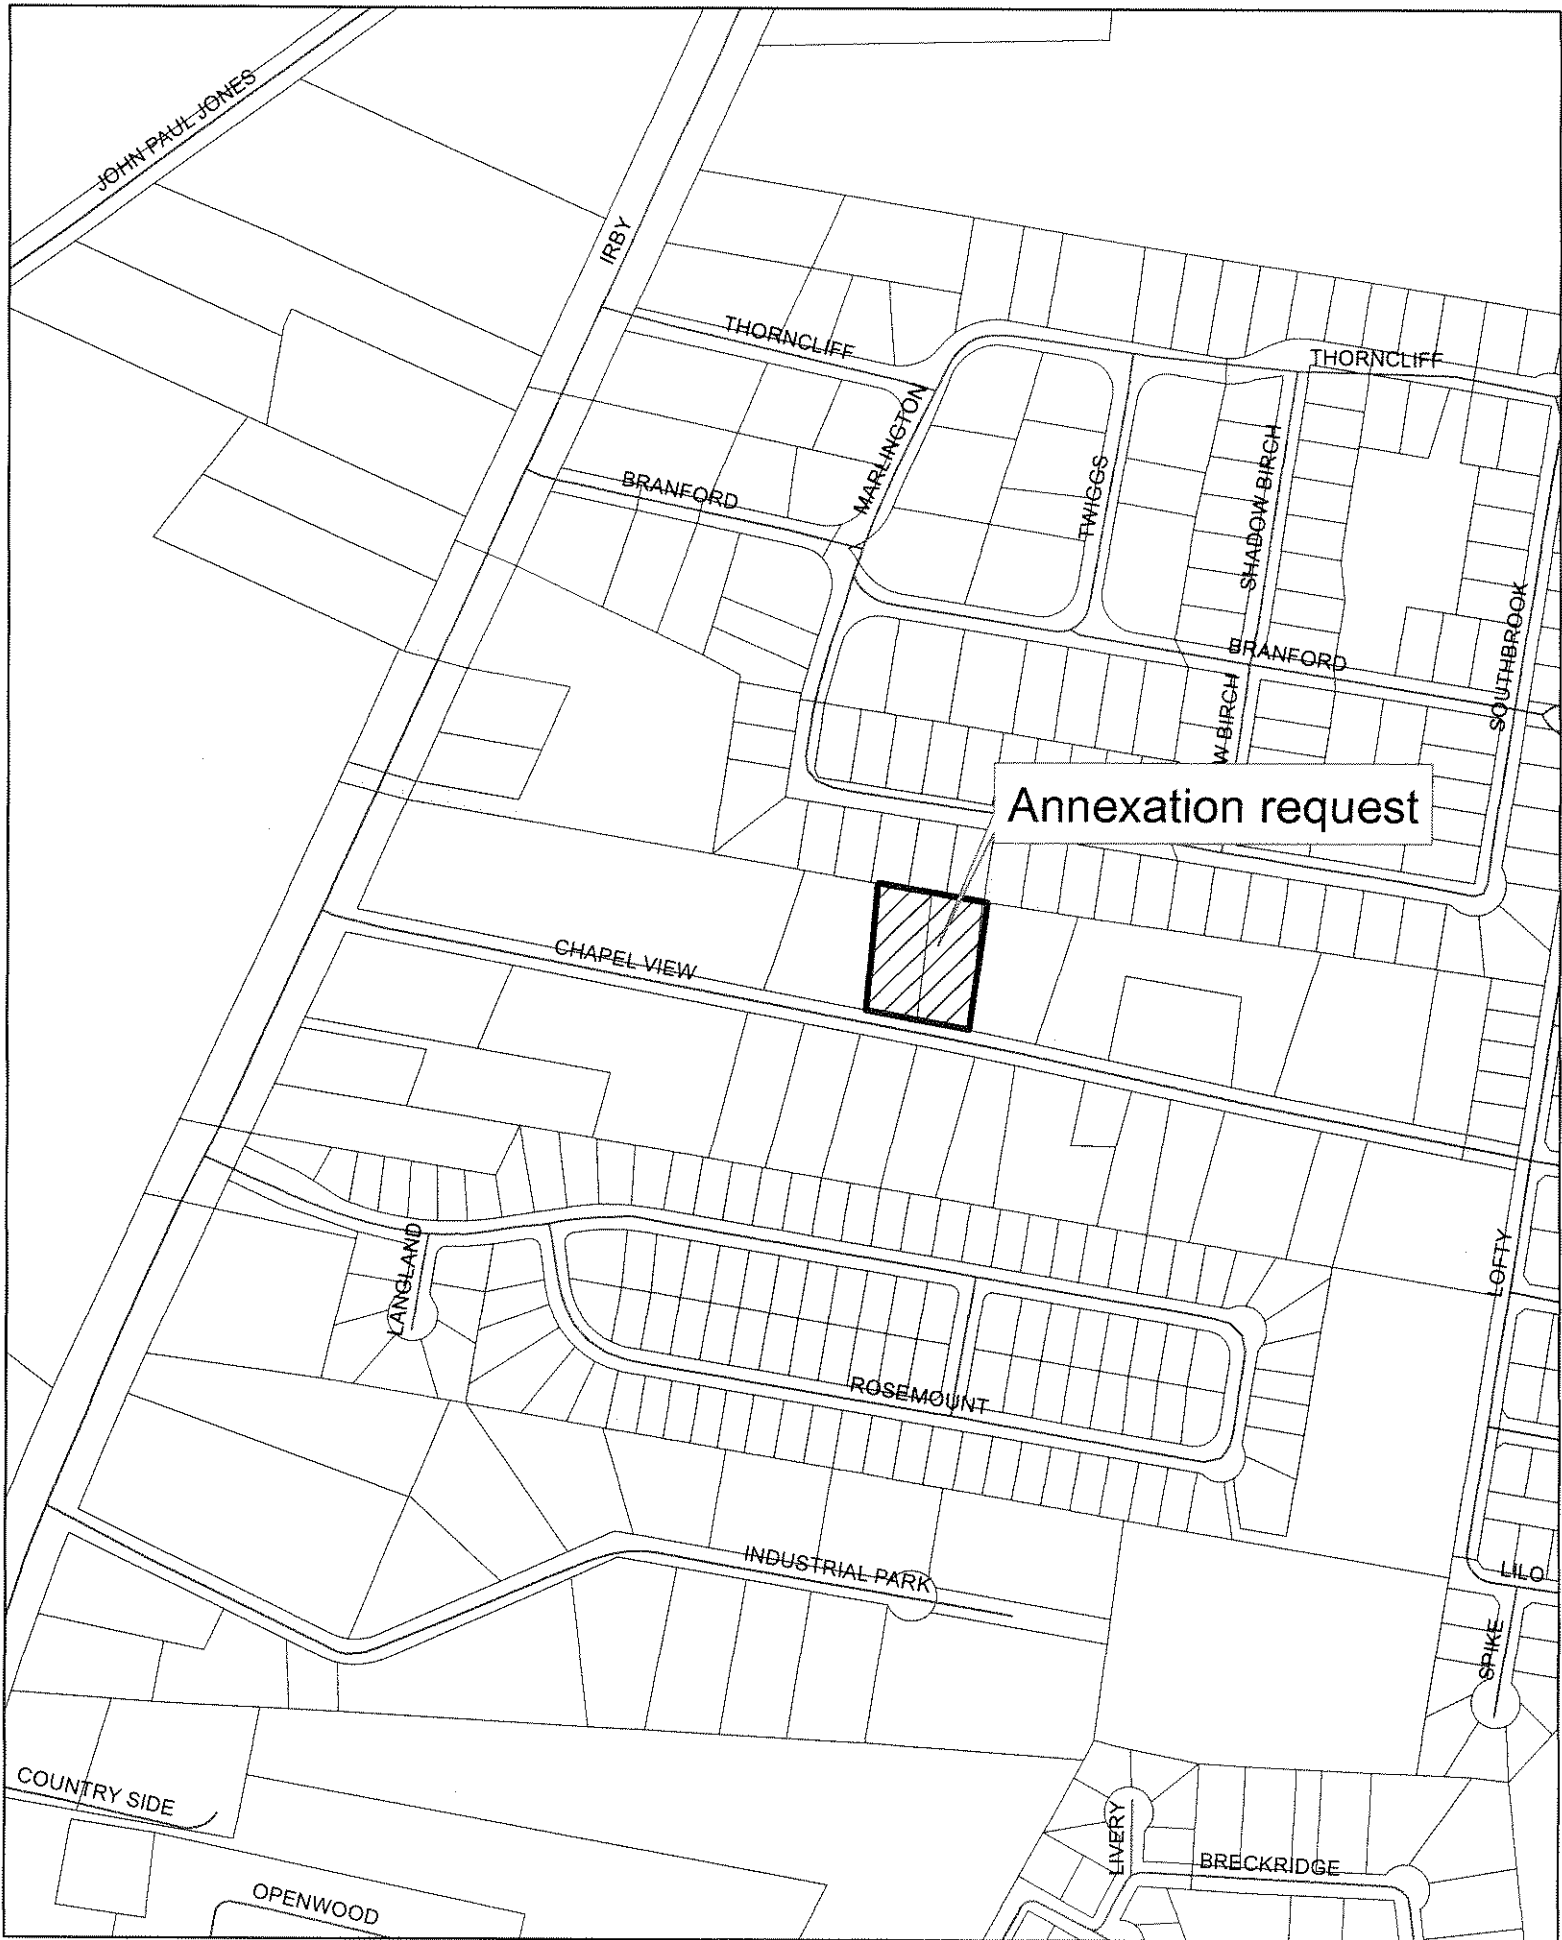 JOHN PAUL JONES
IRBY
THORNCLIFF
THORNCLIFF
MARLINGTON
BRANFORD
TWIGGS
SHADOW BIRCH
SOUTHBROOK
BRANFORD
W BIRCH
Annexation request
CHAPEL VIEW
LANGLAND
LOFTY
ROSEMOUNT
INDUSTRIAL PARK
LILO
SPIKE
COUNTRY SIDE
LIVERY
BRECKRIDGE
OPENWOOD